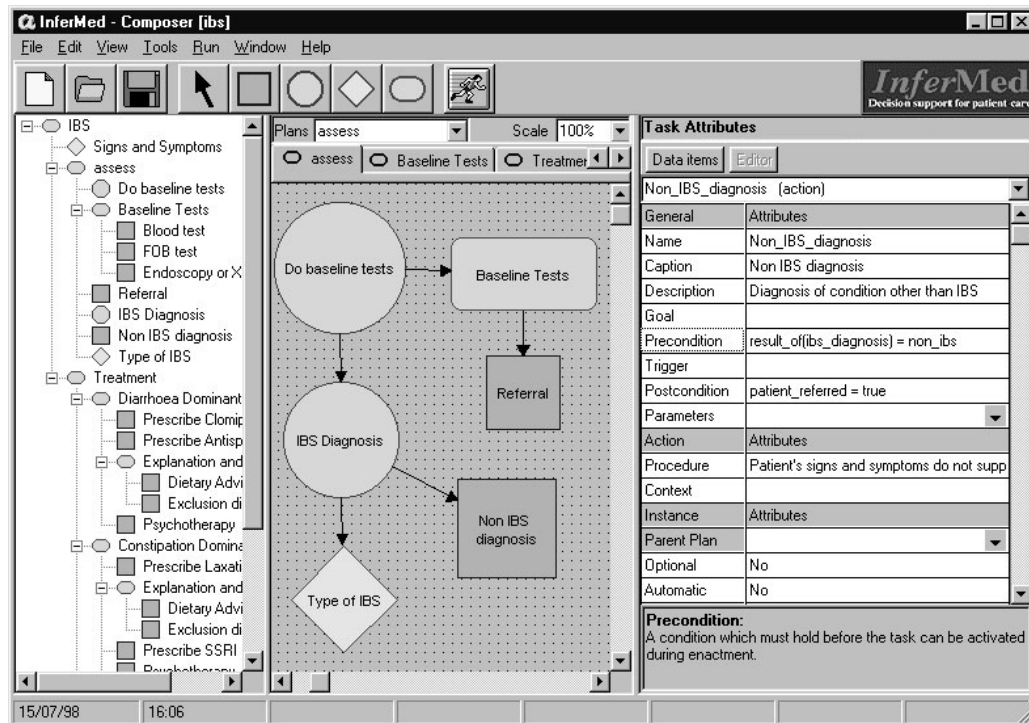 InferMed - Composer [ibs]
File Edit View Tools Run Window Help
InferMed
Decision support for patient care
IBS
Signs and Symptoms
assess
Do baseline tests
Baseline Tests
Blood test
FOB test
Endoscopy or X
Referral
IBS Diagnosis
Non IBS diagnosis
Type of IBS
Treatment
Diarrhoea Dominant
Prescribe Clomip
Prescribe Antisp
Explanation and
Dietary Advi
Exclusion di
Psychotherapy
Constipation Domina
Prescribe Laxati
Explanation and
Dietary Advi
Exclusion di
Prescribe SSRI
Psychotherapy
Plans assess Scale 100%
assess Baseline Tests Treatmer
Do baseline tests
Baseline Tests
Referral
IBS Diagnosis
Non IBS
diagnosis
Type of IBS
Task Attributes
Data items Editor
Non_IBS_diagnosis (action)
General Attributes
Name Non_IBS_diagnosis
Caption Non IBS diagnosis
Description Diagnosis of condition other than IBS
Goal
Precondition result_of(ibs_diagnosis) = non_ibs
Trigger
Postcondition patient_referred = true
Parameters
Action Attributes
Procedure Patient's signs and symptoms do not supp
Context
Instance Attributes
Parent Plan
Optional No
Automatic No
Precondition:
A condition which must hold before the task can be activated
during enactment.
15/07/98 16:06